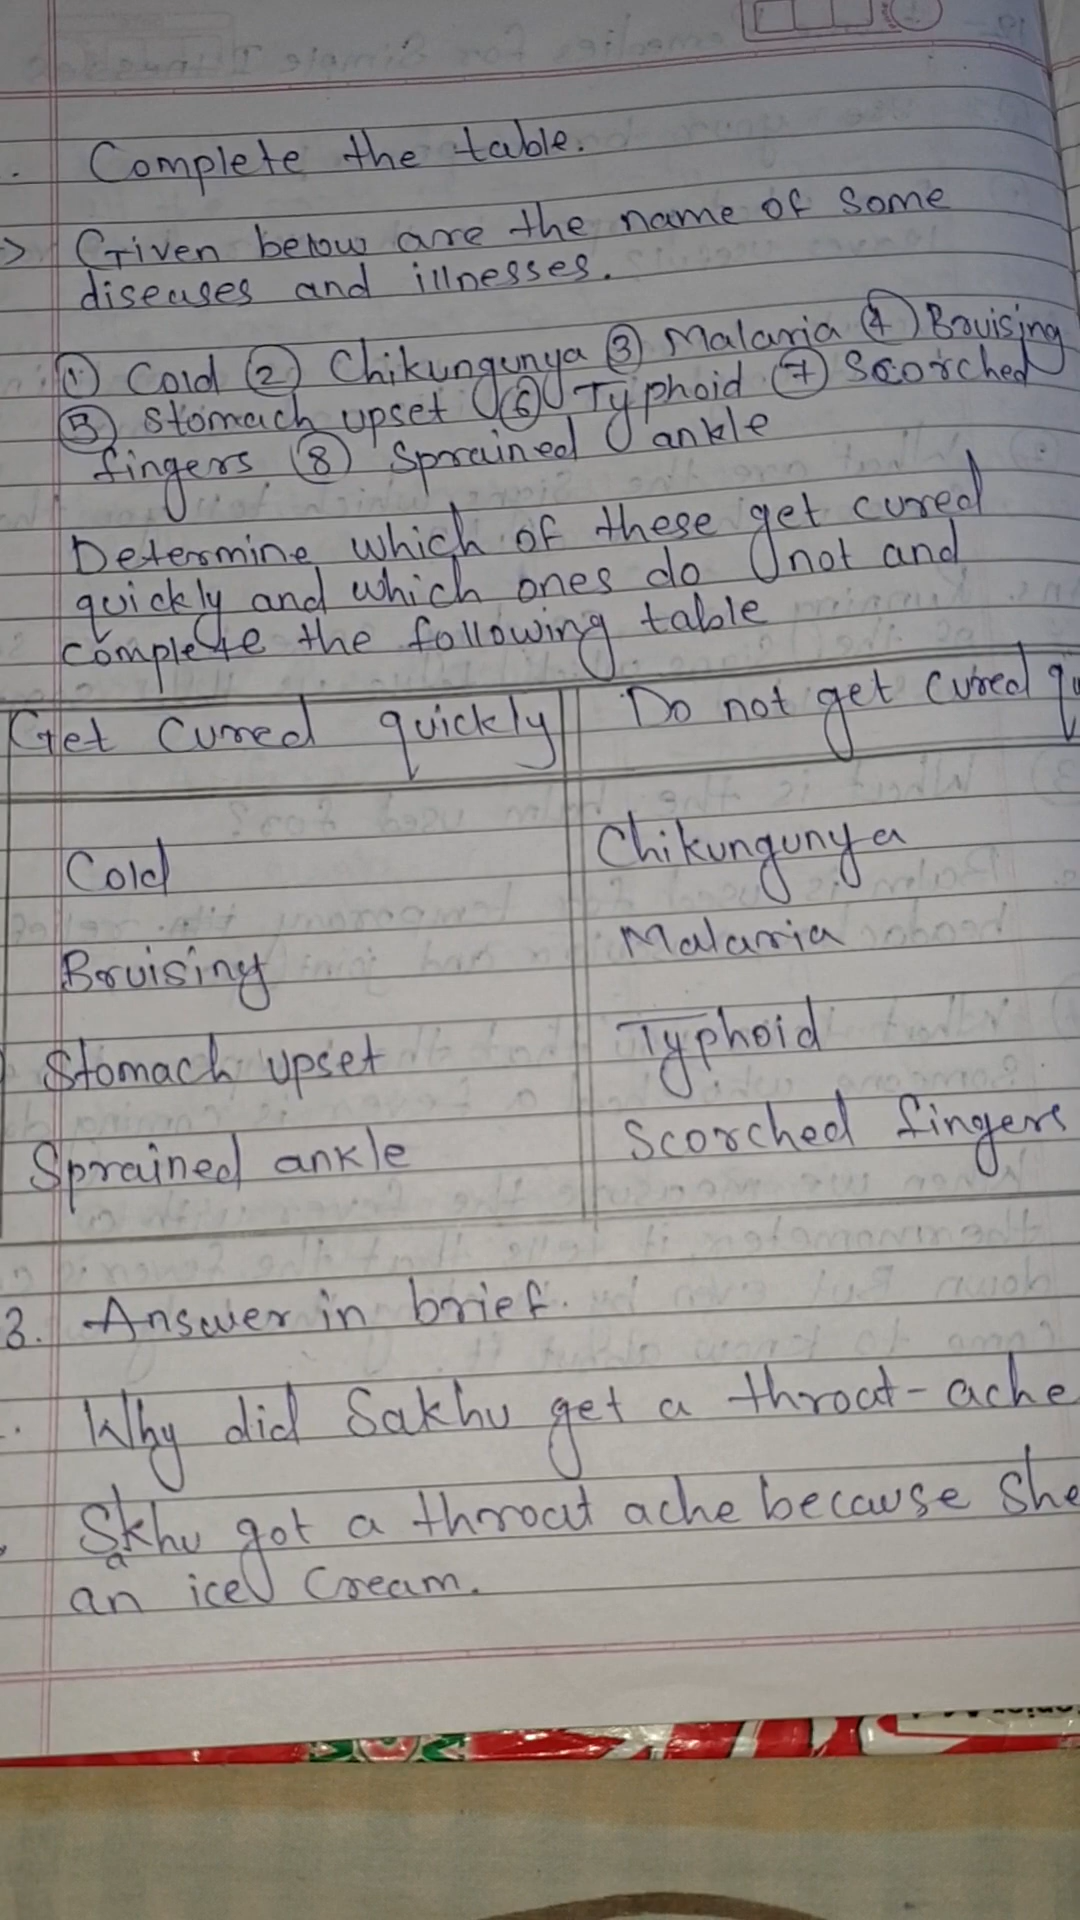 Complete the table.
Given below are the name of some
diseases and illnesses.
① Cold ② Chikungunya ③ Malaria ④ Bruising
⑤ Stomach upset ⑥ Typhoid ⑦ Scorched
fingers ⑧ Sprained ankle
Determine which of these get cured
quickly and which ones do not and
complete the following table
Get cured quickly Do not get cured
Cold Chikungunya
Bruising Malaria
Stomach upset Typhoid
Sprained ankle Scorched fingers
3. Answer in brief.
Why did Sakhu get a throat-ache
Sakhu got a throat ache because she
an ice cream.